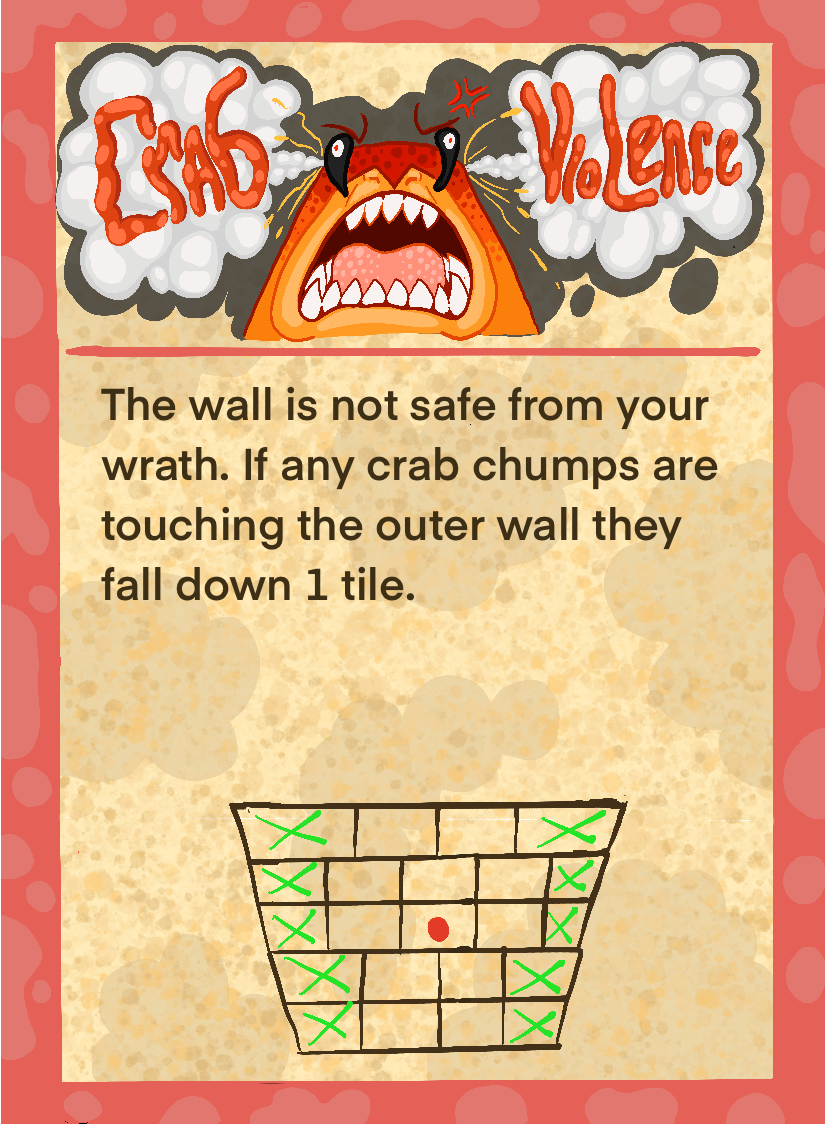 Crab Violence
The wall is not safe from your
wrath. If any crab chumps are
touching the outer wall they
fall down 1 tile.